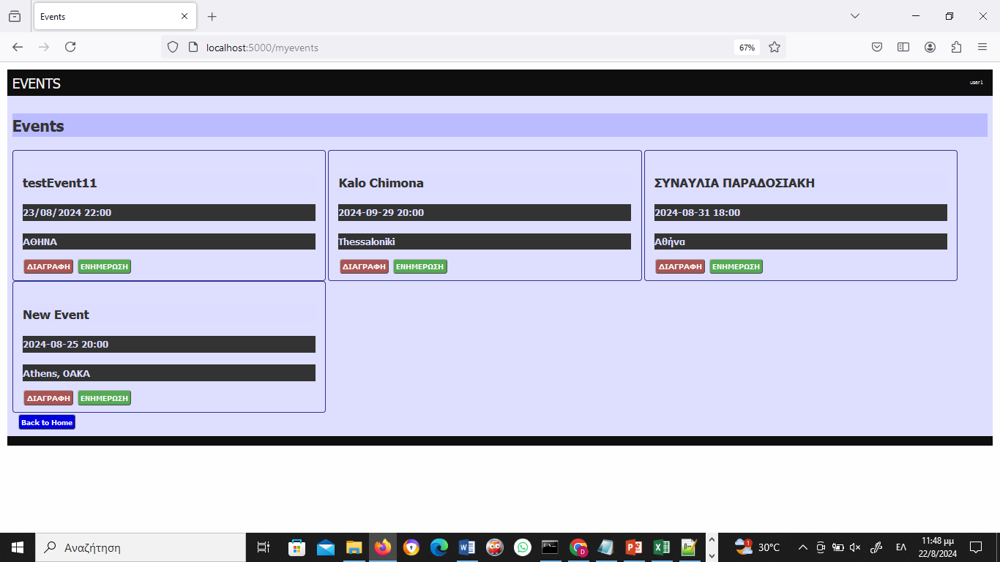 Events
localhost:5000/myevents
67%
EVENTS
user1
Events
testEvent11
23/08/2024 22:00
ΑΘΗΝΑ
ΔΙΑΓΡΑΦΗ ΕΝΗΜΕΡΩΣΗ
Kalo Chimona
2024-09-29 20:00
Thessaloniki
ΔΙΑΓΡΑΦΗ ΕΝΗΜΕΡΩΣΗ
ΣΥΝΑΥΛΙΑ ΠΑΡΑΔΟΣΙΑΚΗ
2024-08-31 18:00
Αθήνα
ΔΙΑΓΡΑΦΗ ΕΝΗΜΕΡΩΣΗ
New Event
2024-08-25 20:00
Athens, OAKA
ΔΙΑΓΡΑΦΗ ΕΝΗΜΕΡΩΣΗ
Back to Home
Αναζήτηση
1
30°C
ΕΛ
11:48 μμ
22/8/2024